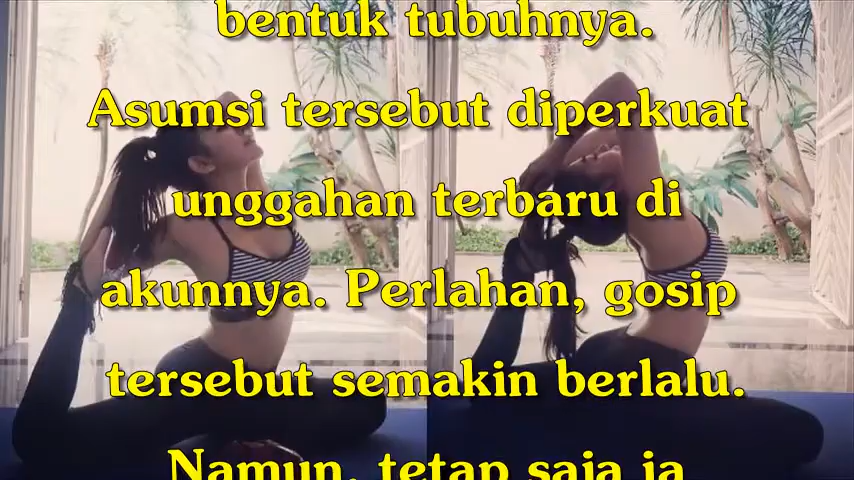 bentuk tubuhnya.
Asumsi tersebut diperkuat
unggahan terbaru di
akunnya. Perlahan, gosip
tersebut semakin berlalu.
Namun, tetap saja ia